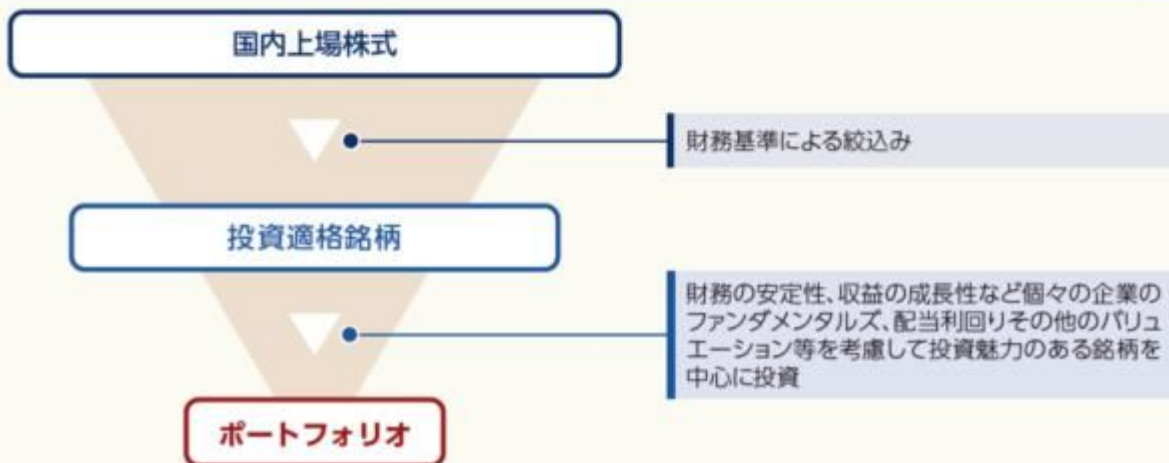 国内上場株式
財務基準による絞込み
投資適格銘柄
財務の安定性、収益の成長性など個々の企業の
ファンダメンタルズ、配当利回りその他のバリュ
エーション等を考慮して投資魅力のある銘柄を
中心に投資
ポートフォリオ